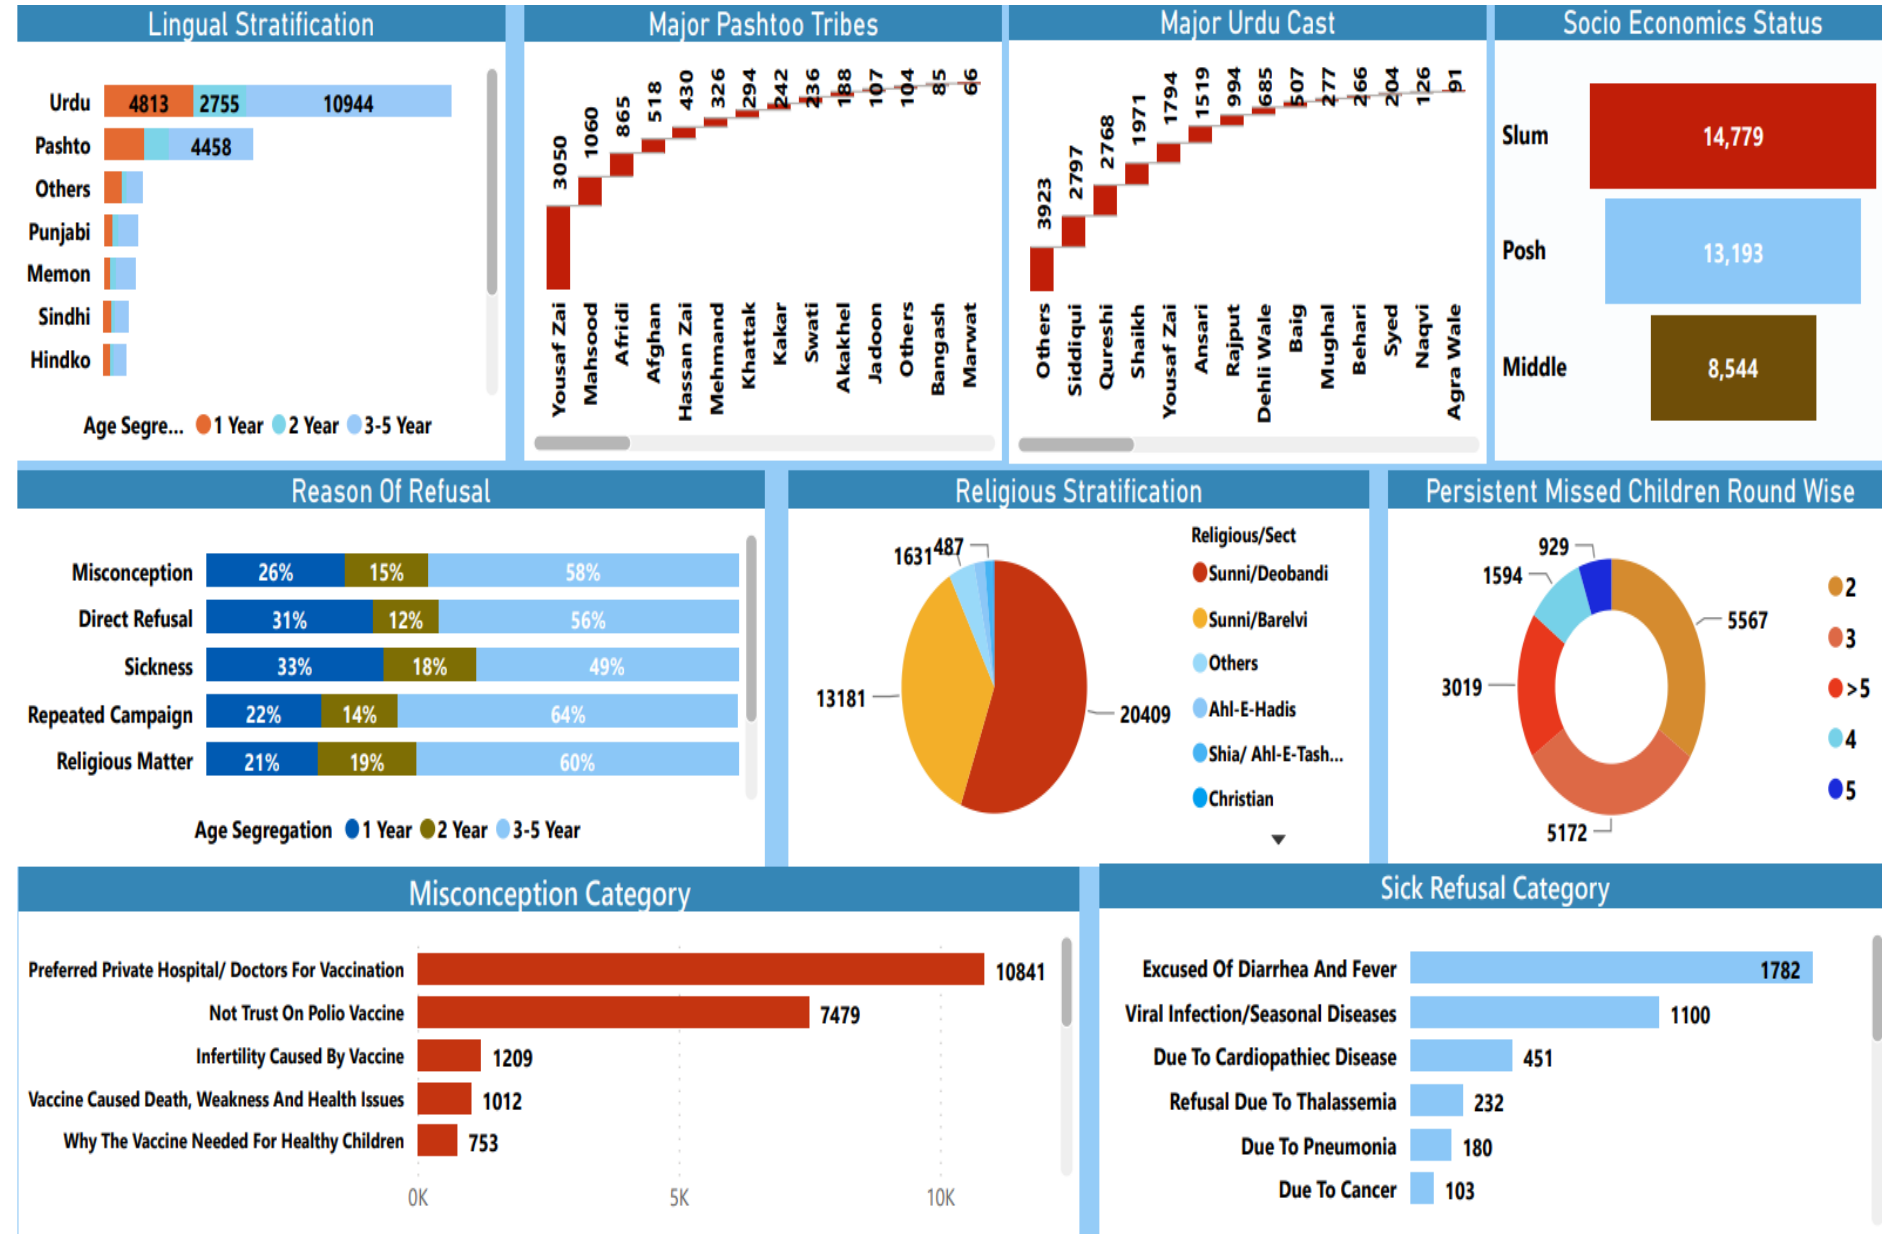 Lingual Stratification
Urdu 4813 2755 10944
Pashto 4458
Others
Punjabi
Memon
Sindhi
Hindko
Age Segre... 1 Year 2 Year 3-5 Year
Major Pashtoo Tribes
3050 1060 865 518 430 326 294 242 236 188 107 104 85 66
Yousaf Zai Mahsood Afridi Afghan Hassan Zai Mehmand Khattak Kakar Swati Akakhel Jadoon Others Bangash Marwat
Major Urdu Cast
3923 2797 2768 1971 1794 1519 994 685 507 277 266 204 126 91
Others Siddiqui Qureshi Shaikh Yousaf Zai Ansari Rajput Dehli Wale Baig Mughal Behari Syed Naqvi Agra Wale
Socio Economics Status
Slum 14,779
Posh 13,193
Middle 8,544
Reason Of Refusal
Misconception 26% 15% 58%
Direct Refusal 31% 12% 56%
Sickness 33% 18% 49%
Repeated Campaign 22% 14% 64%
Religious Matter 21% 19% 60%
Age Segregation 1 Year 2 Year 3-5 Year
Religious Stratification
1631 487
13181
20409
Religious/Sect
Sunni/Deobandi
Sunni/Barelvi
Others
Ahl-E-Hadis
Shia/ Ahl-E-Tash...
Christian
Persistent Missed Children Round Wise
929
1594
5567
3019
5172
2
3
>5
4
5
Misconception Category
Preferred Private Hospital/ Doctors For Vaccination 10841
Not Trust On Polio Vaccine 7479
Infertility Caused By Vaccine 1209
Vaccine Caused Death, Weakness And Health Issues 1012
Why The Vaccine Needed For Healthy Children 753
0K 5K 10K
Sick Refusal Category
Excused Of Diarrhea And Fever 1782
Viral Infection/Seasonal Diseases 1100
Due To Cardiopathiec Disease 451
Refusal Due To Thalassemia 232
Due To Pneumonia 180
Due To Cancer 103